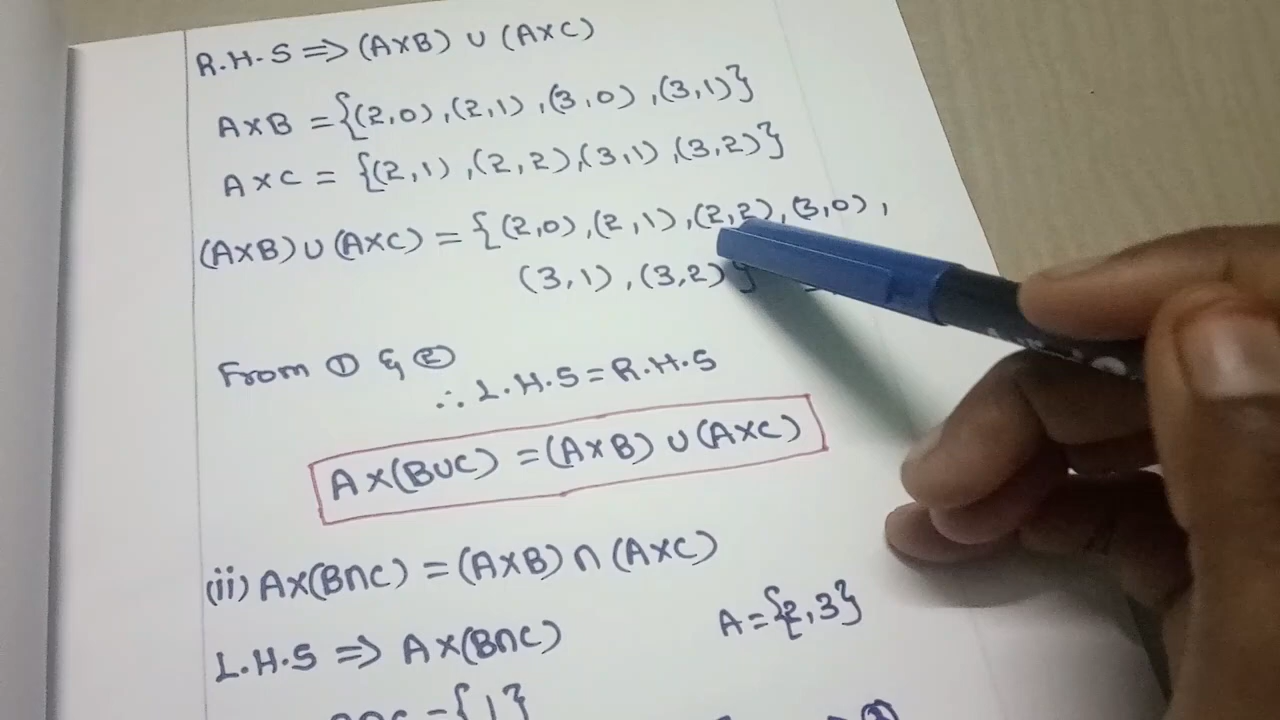 R.H.S ⇒ (A×B) ∪ (A×C)
A×B = {(2,0), (2,1), (3,0), (3,1)}
A×C = {(2,1), (2,2), (3,1), (3,2)}
(A×B) ∪ (A×C) = {(2,0), (2,1), (2,2), (3,0),
(3,1), (3,2)}
From ① & ②
∴ L.H.S = R.H.S
A×(B∪C) = (A×B) ∪ (A×C)
(ii) A×(B∩C) = (A×B) ∩ (A×C)
L.H.S ⇒ A×(B∩C)
A = {2,3}
B∩C = {1}